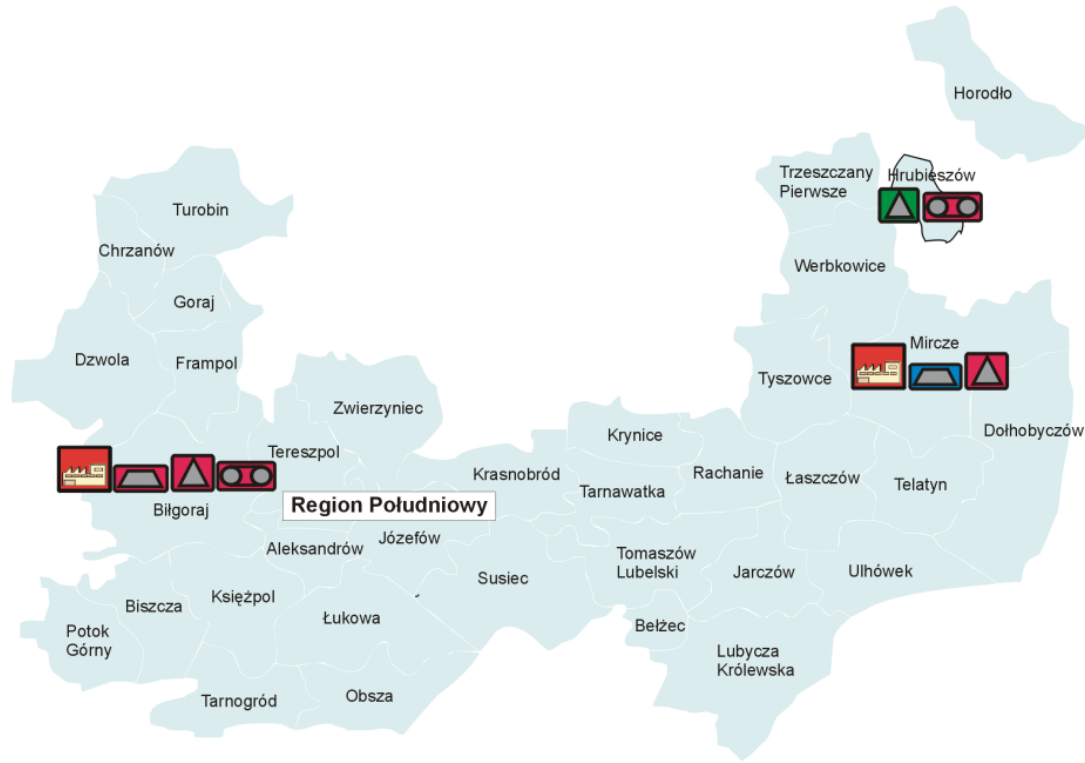 Horodło
Trzeszczany
Pierwsze
Hrubieszów
Turobin
Chrzanów
Werbkowice
Goraj
Mircze
Dzwola
Frampol
Tyszowce
Zwierzyniec
Dołhobyczów
Krynice
Tereszpol
Krasnobród
Rachanie
Łaszczów
Telatyn
Tarnawatka
Region Południowy
Biłgoraj
Józefów
Aleksandrów
Tomaszów
Lubelski
Susiec
Jarczów
Ulhówek
Księżpol
Biszcza
Łukowa
Bełżec
Potok
Górny
Lubycza
Królewska
Obsza
Tarnogród